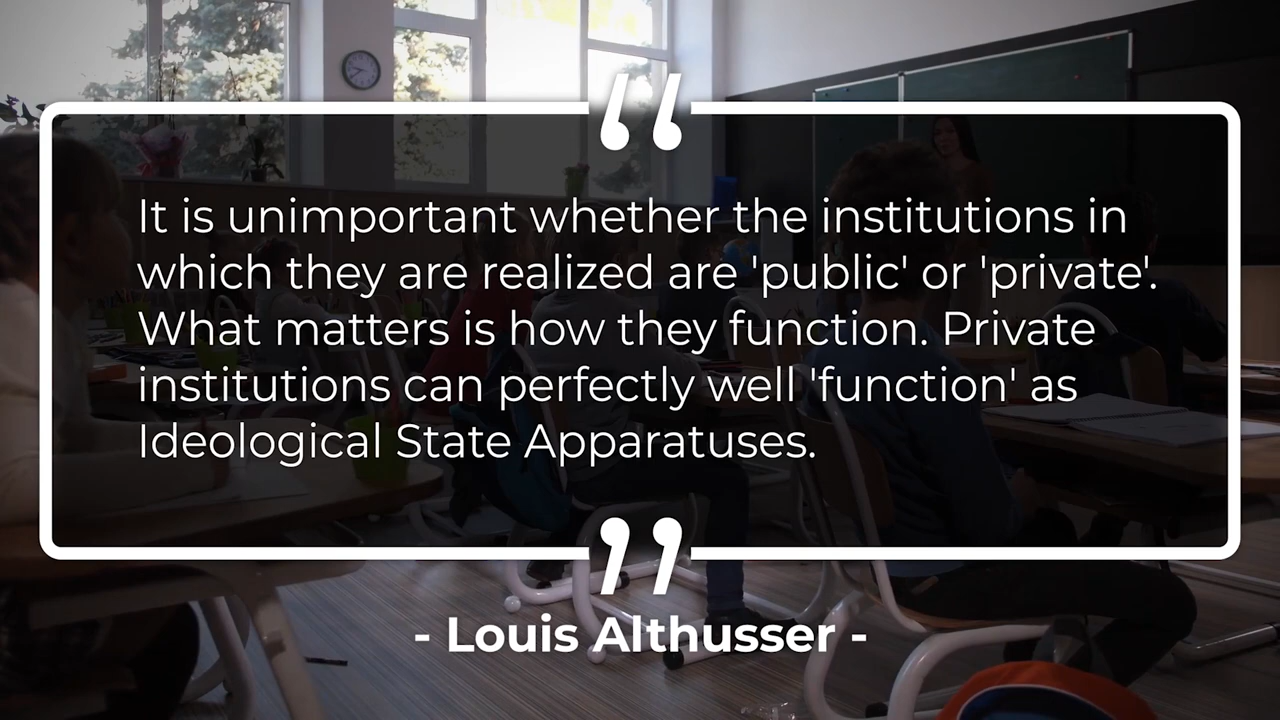 It is unimportant whether the institutions in
which they are realized are 'public' or 'private'.
What matters is how they function. Private
institutions can perfectly well 'function' as
Ideological State Apparatuses.
- Louis Althusser -